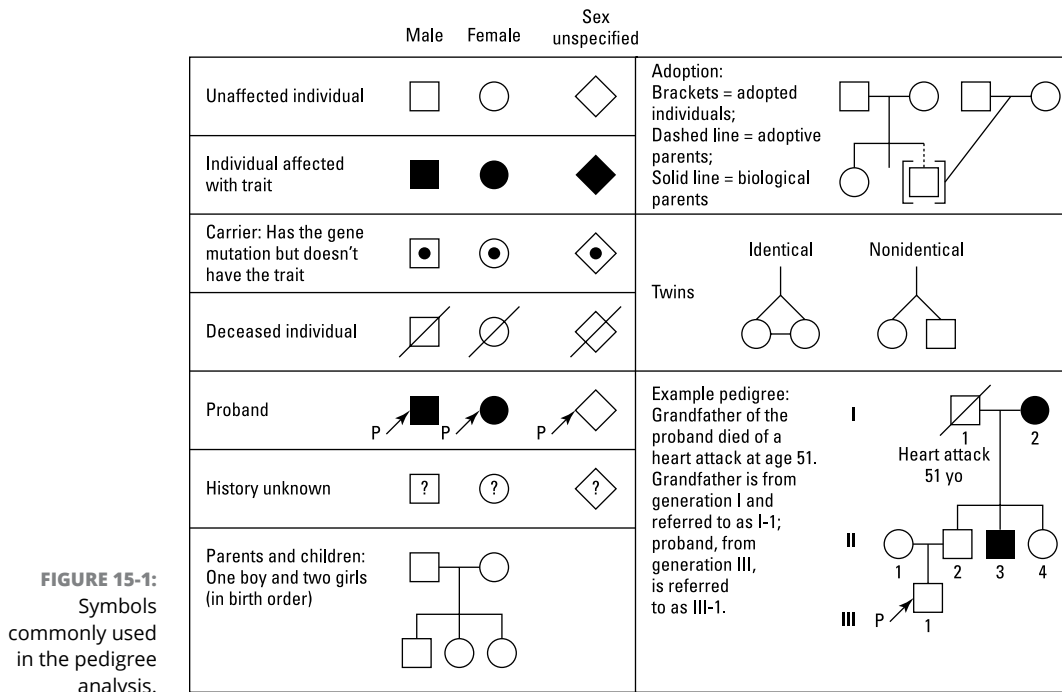 Male Female Sex
unspecified
Unaffected individual
Individual affected
with trait
Carrier: Has the gene
mutation but doesn't
have the trait
Deceased individual
Proband
P P P
History unknown
? ? ?
Parents and children:
One boy and two girls
(in birth order)
Adoption:
Brackets = adopted
individuals;
Dashed line = adoptive
parents;
Solid line = biological
parents
Twins
Identical Nonidentical
Example pedigree:
Grandfather of the
proband died of a
heart attack at age 51.
Grandfather is from
generation I and
referred to as I-1;
proband, from
generation III,
is referred
to as III-1.
I
1 2
Heart attack
51 yo
II
1 2 3 4
III P
1
FIGURE 15-1:
Symbols
commonly used
in the pedigree
analysis.